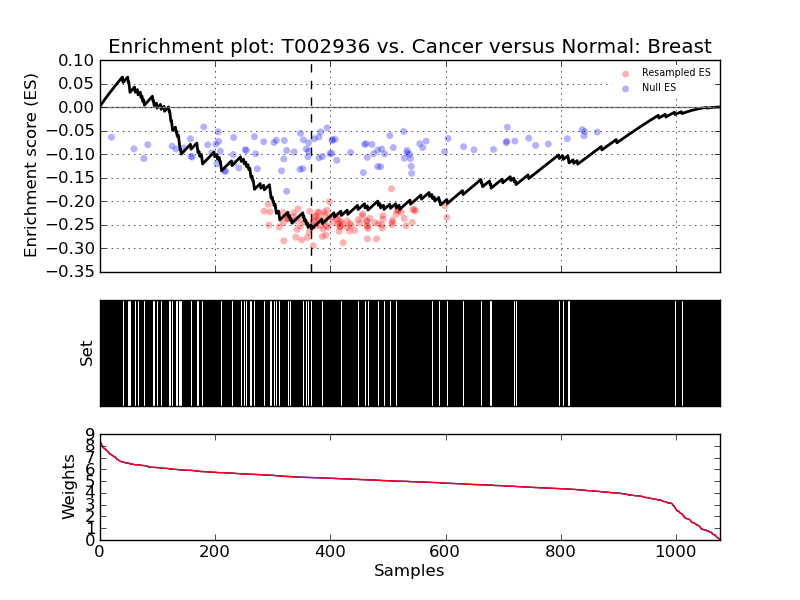 Enrichment plot: T002936 vs. Cancer versus Normal: Breast
Enrichment score (ES)
0.10
0.05
0.00
−0.05
−0.10
−0.15
−0.20
−0.25
−0.30
−0.35
Resampled ES
Null ES
Set
Weights
9
8
7
6
5
4
3
2
1
0
0 200 400 600 800 1000
Samples